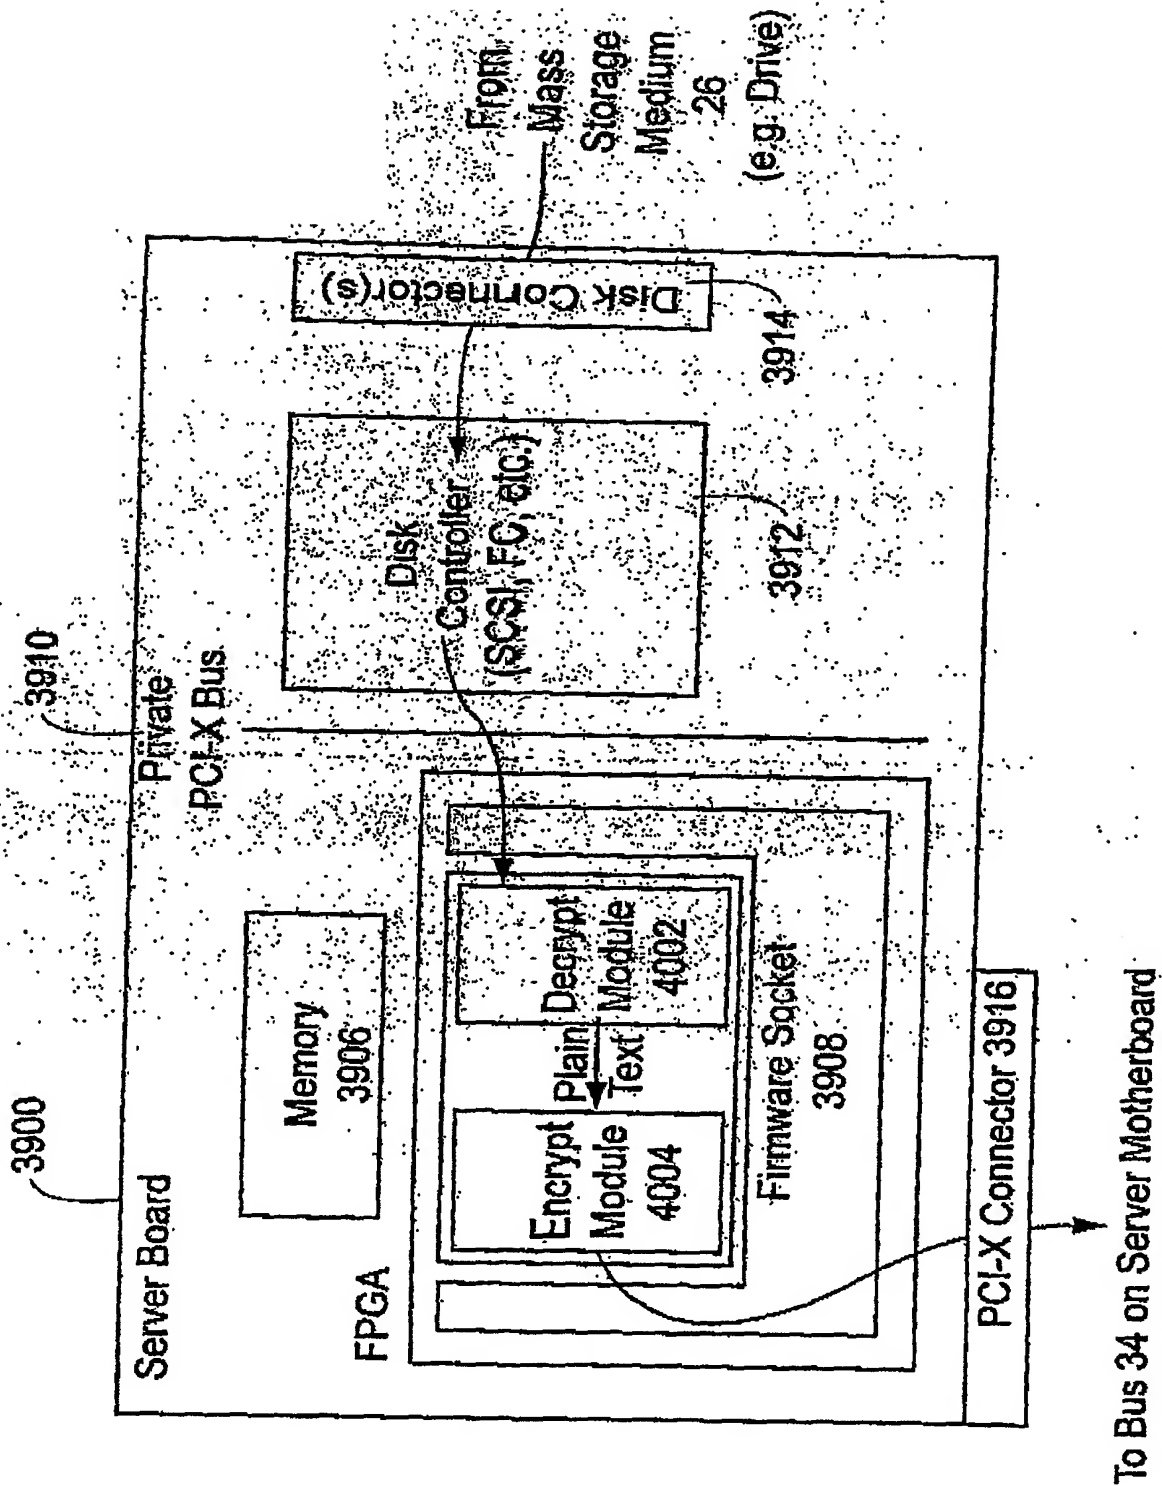 3900
Server Board
3910
Private
PCI-X Bus
Memory
3906
FPGA
Encrypt
Module
4004
Plain
Text
Decrypt
Module
4002
Firmware Socket
3908
Disk
Controller
(SCSI, FC, etc.)
3912
Disk Connector(s)
3914
From
Mass
Storage
Medium
26
(e.g. Drive)
PCI-X Connector 3916
To Bus 34 on Server Motherboard